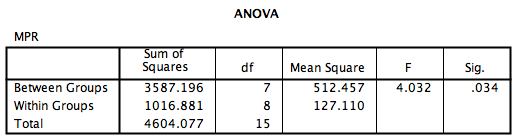 ANOVA
MPR
Sum of Squares df Mean Square F Sig.
Between Groups 3587.196 7 512.457 4.032 .034
Within Groups 1016.881 8 127.110
Total 4604.077 15